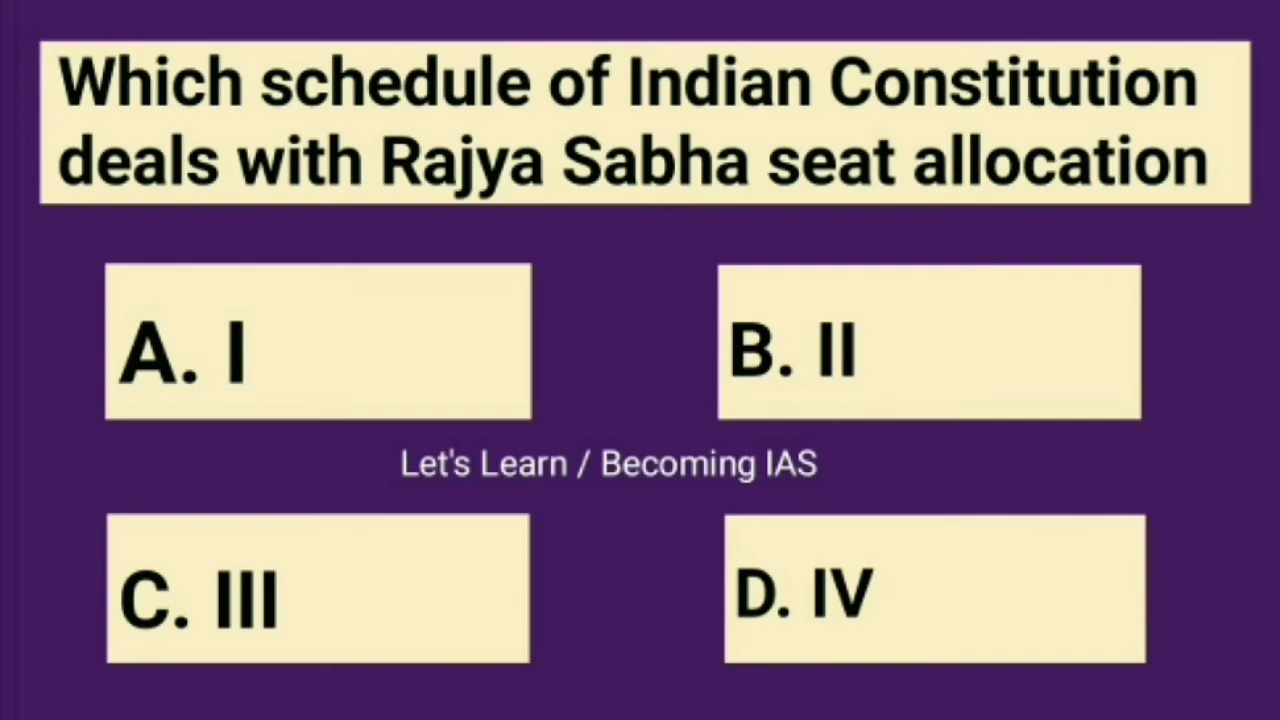 Which schedule of Indian Constitution
deals with Rajya Sabha seat allocation
A. I
B. II
Let's Learn / Becoming IAS
C. III
D. IV